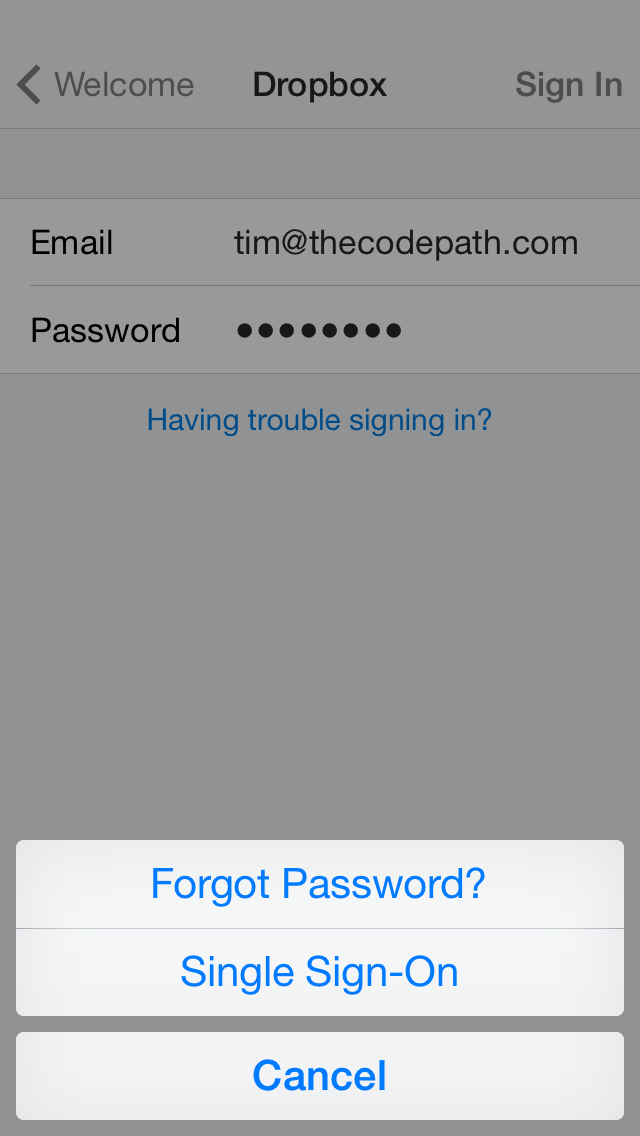 Welcome Dropbox Sign In
Email tim@thecodepath.com
Password ••••••••
Having trouble signing in?
Forgot Password?
Single Sign-On
Cancel